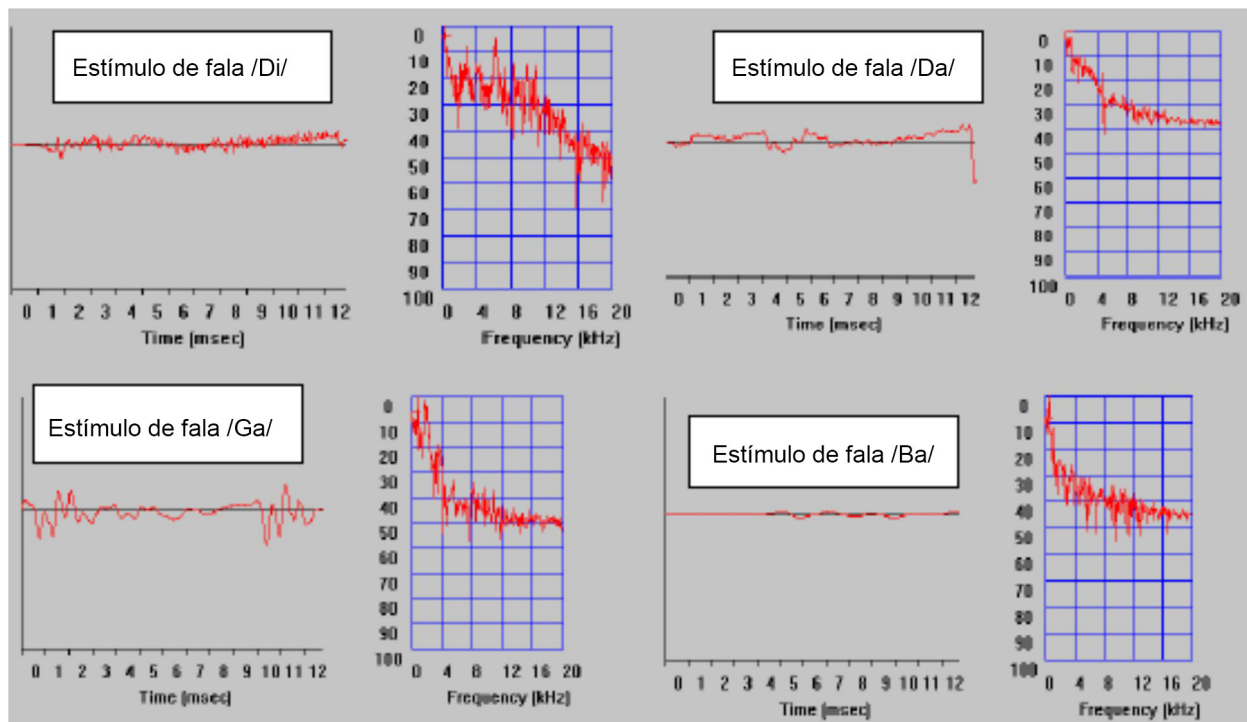 Estímulo de fala /Di/
0
10
20
30
40
50
60
70
80
90
100
0 1 2 3 4 5 6 7 8 9 10 11 12
Time [msec]
0 4 8 12 16 20
Frequency [kHz]
Estímulo de fala /Da/
0
10
20
30
40
50
60
70
80
90
100
0 1 2 3 4 5 6 7 8 9 10 11 12
Time [msec]
0 4 8 12 16 20
Frequency [kHz]
Estímulo de fala /Ga/
0
10
20
30
40
50
60
70
80
90
100
0 1 2 3 4 5 6 7 8 9 10 11 12
Time [msec]
0 4 8 12 16 20
Frequency [kHz]
Estímulo de fala /Ba/
0
10
20
30
40
50
60
70
80
90
100
0 1 2 3 4 5 6 7 8 9 10 11 12
Time [msec]
0 4 8 12 16 20
Frequency [kHz]